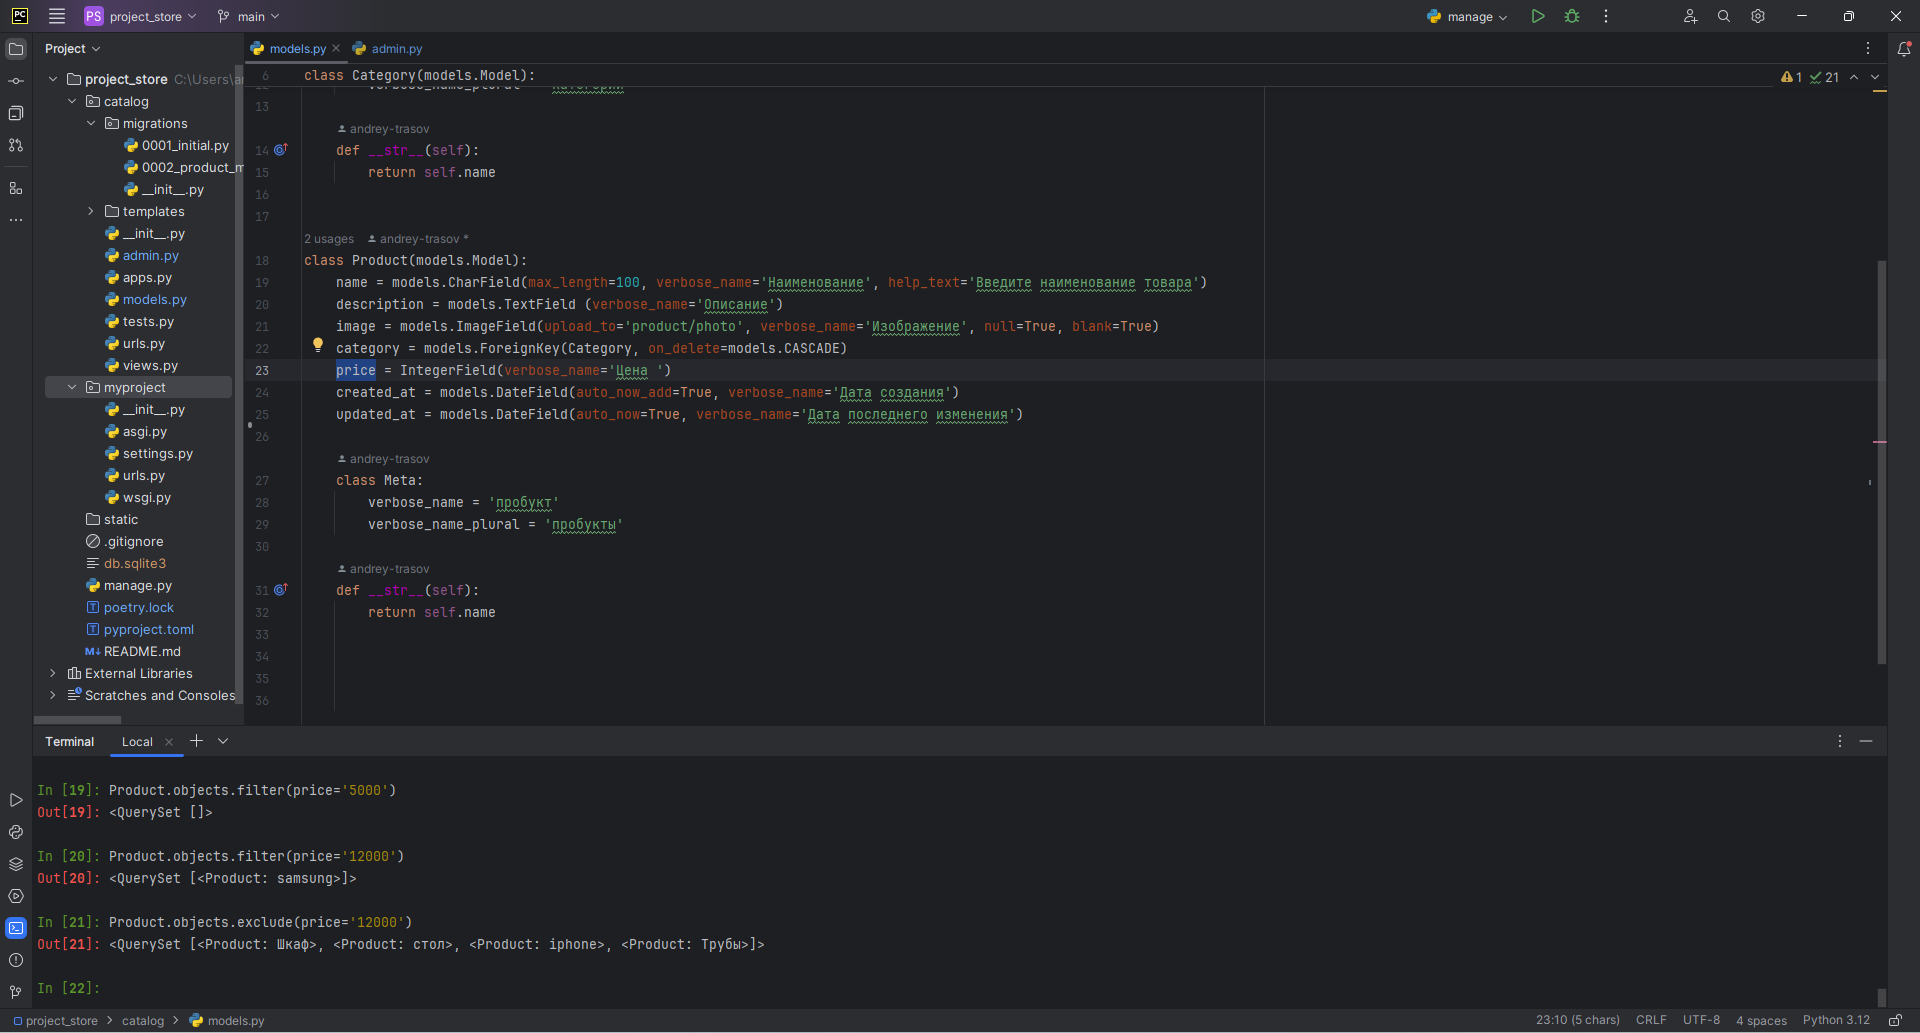 PC PS project_store main manage
Project
models.py admin.py
project_store C:\Users\ar
catalog
migrations
0001_initial.py
0002_product_m
__init__.py
templates
__init__.py
admin.py
apps.py
models.py
tests.py
urls.py
views.py
myproject
__init__.py
asgi.py
settings.py
urls.py
wsgi.py
static
.gitignore
db.sqlite3
manage.py
poetry.lock
pyproject.toml
README.md
External Libraries
Scratches and Consoles
6 class Category(models.Model):
1 21
13
andrey-trasov
14 def __str__(self):
15 return self.name
16
17
2 usages andrey-trasov *
18 class Product(models.Model):
19 name = models.CharField(max_length=100, verbose_name='Наименование', help_text='Введите наименование товара')
20 description = models.TextField (verbose_name='Описание')
21 image = models.ImageField(upload_to='product/photo', verbose_name='Изображение', null=True, blank=True)
22 category = models.ForeignKey(Category, on_delete=models.CASCADE)
23 price = IntegerField(verbose_name='Цена ')
24 created_at = models.DateField(auto_now_add=True, verbose_name='Дата создания')
25 updated_at = models.DateField(auto_now=True, verbose_name='Дата последнего изменения')
26
andrey-trasov
27 class Meta:
28 verbose_name = 'пробукт'
29 verbose_name_plural = 'пробукты'
30
andrey-trasov
31 def __str__(self):
32 return self.name
33
34
35
36
Terminal Local
In [19]: Product.objects.filter(price='5000')
Out[19]: <QuerySet []>
In [20]: Product.objects.filter(price='12000')
Out[20]: <QuerySet [<Product: samsung>]>
In [21]: Product.objects.exclude(price='12000')
Out[21]: <QuerySet [<Product: Шкаф>, <Product: стол>, <Product: iphone>, <Product: Трубы>]>
In [22]:
project_store > catalog > models.py
23:10 (5 chars) CRLF UTF-8 4 spaces Python 3.12